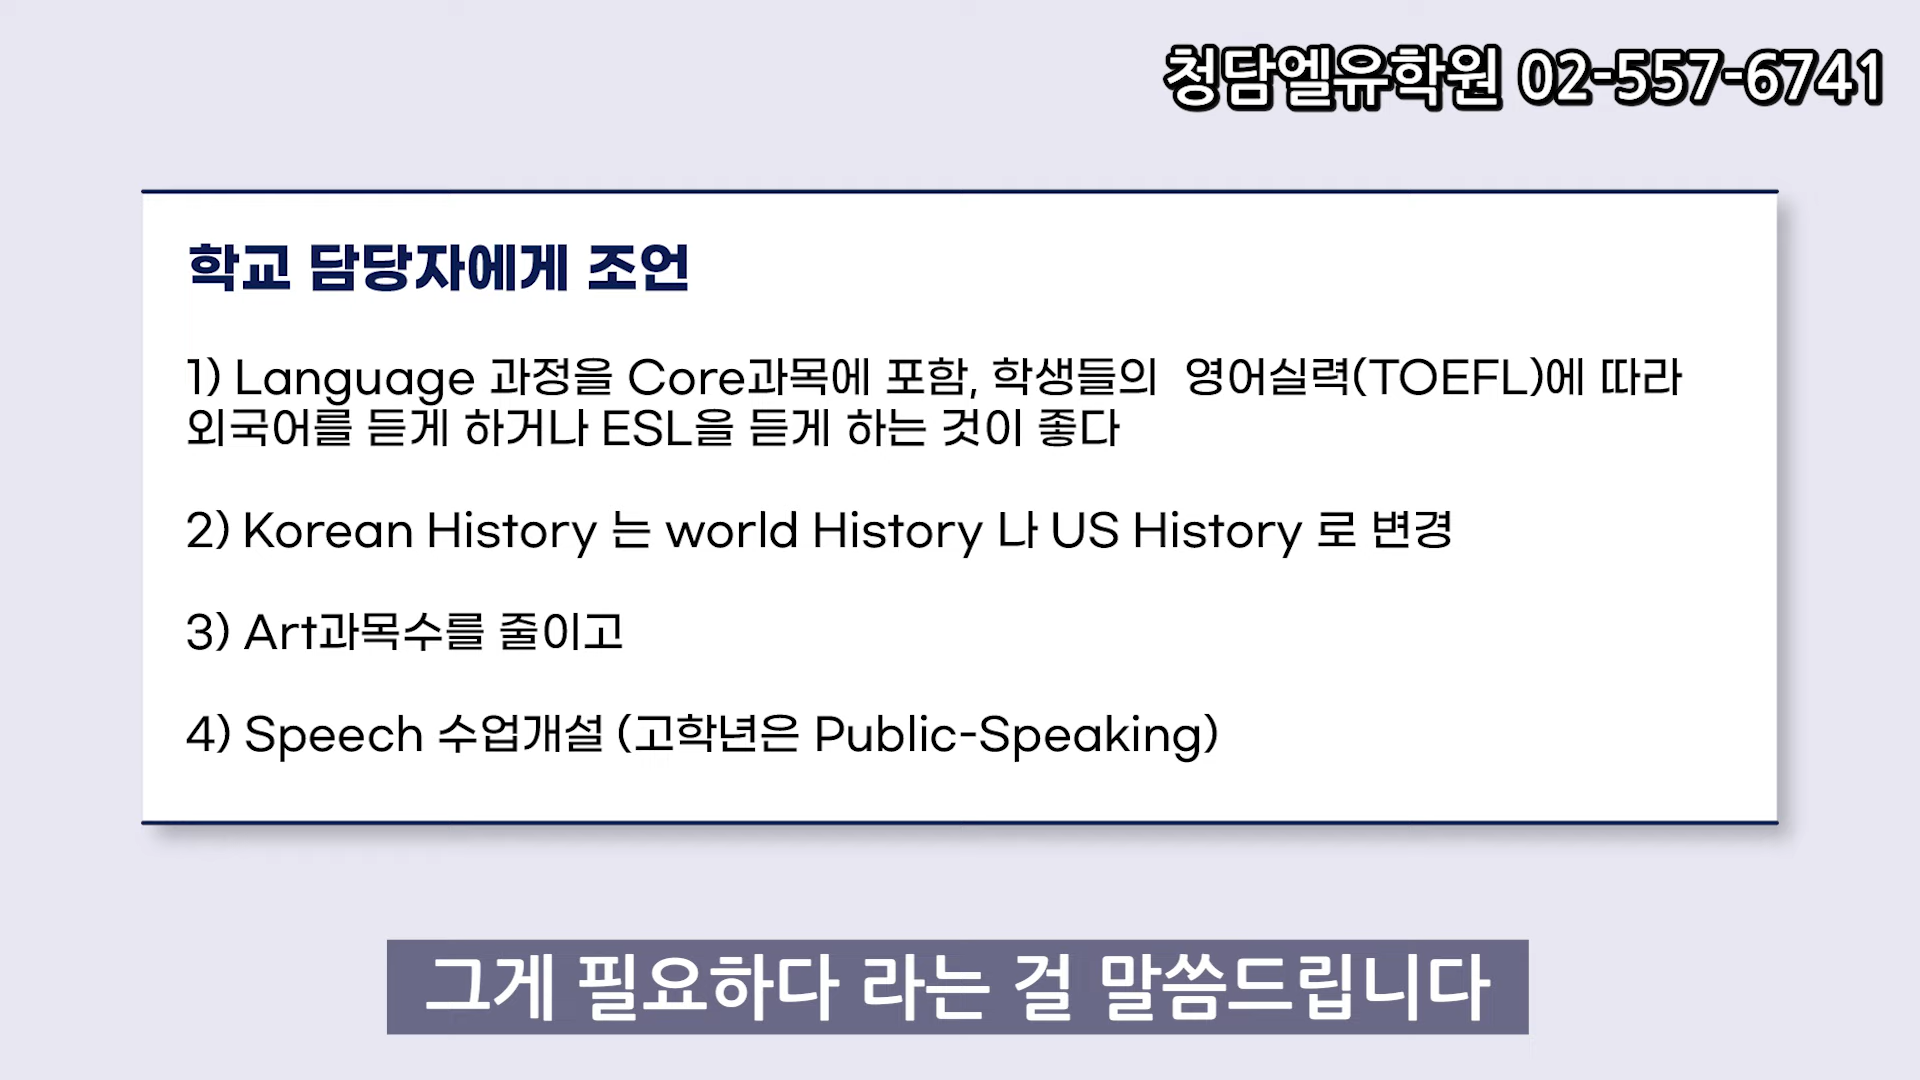 청담엘유학원 02-557-6741
학교 담당자에게 조언
1) Language 과정을 Core과목에 포함, 학생들의 영어실력(TOEFL)에 따라
외국어를 듣게 하거나 ESL을 듣게 하는 것이 좋다
2) Korean History 는 world History 나 US History 로 변경
3) Art과목수를 줄이고
4) Speech 수업개설 (고학년은 Public-Speaking)
그게 필요하다 라는 걸 말씀드립니다